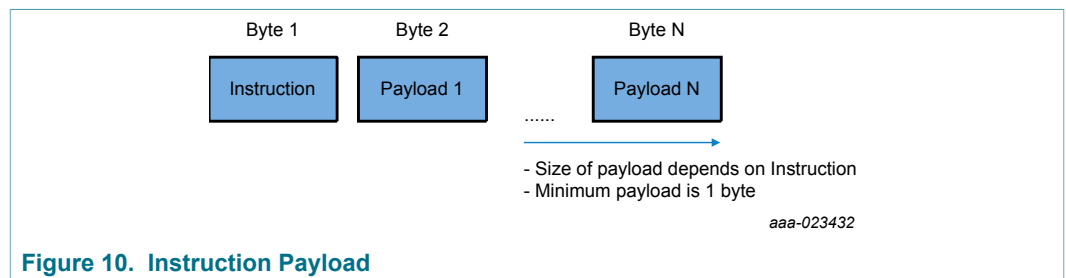 Byte 1 Byte 2 Byte N
Instruction Payload 1 Payload N
......
- Size of payload depends on Instruction
- Minimum payload is 1 byte
aaa-023432
Figure 10. Instruction Payload